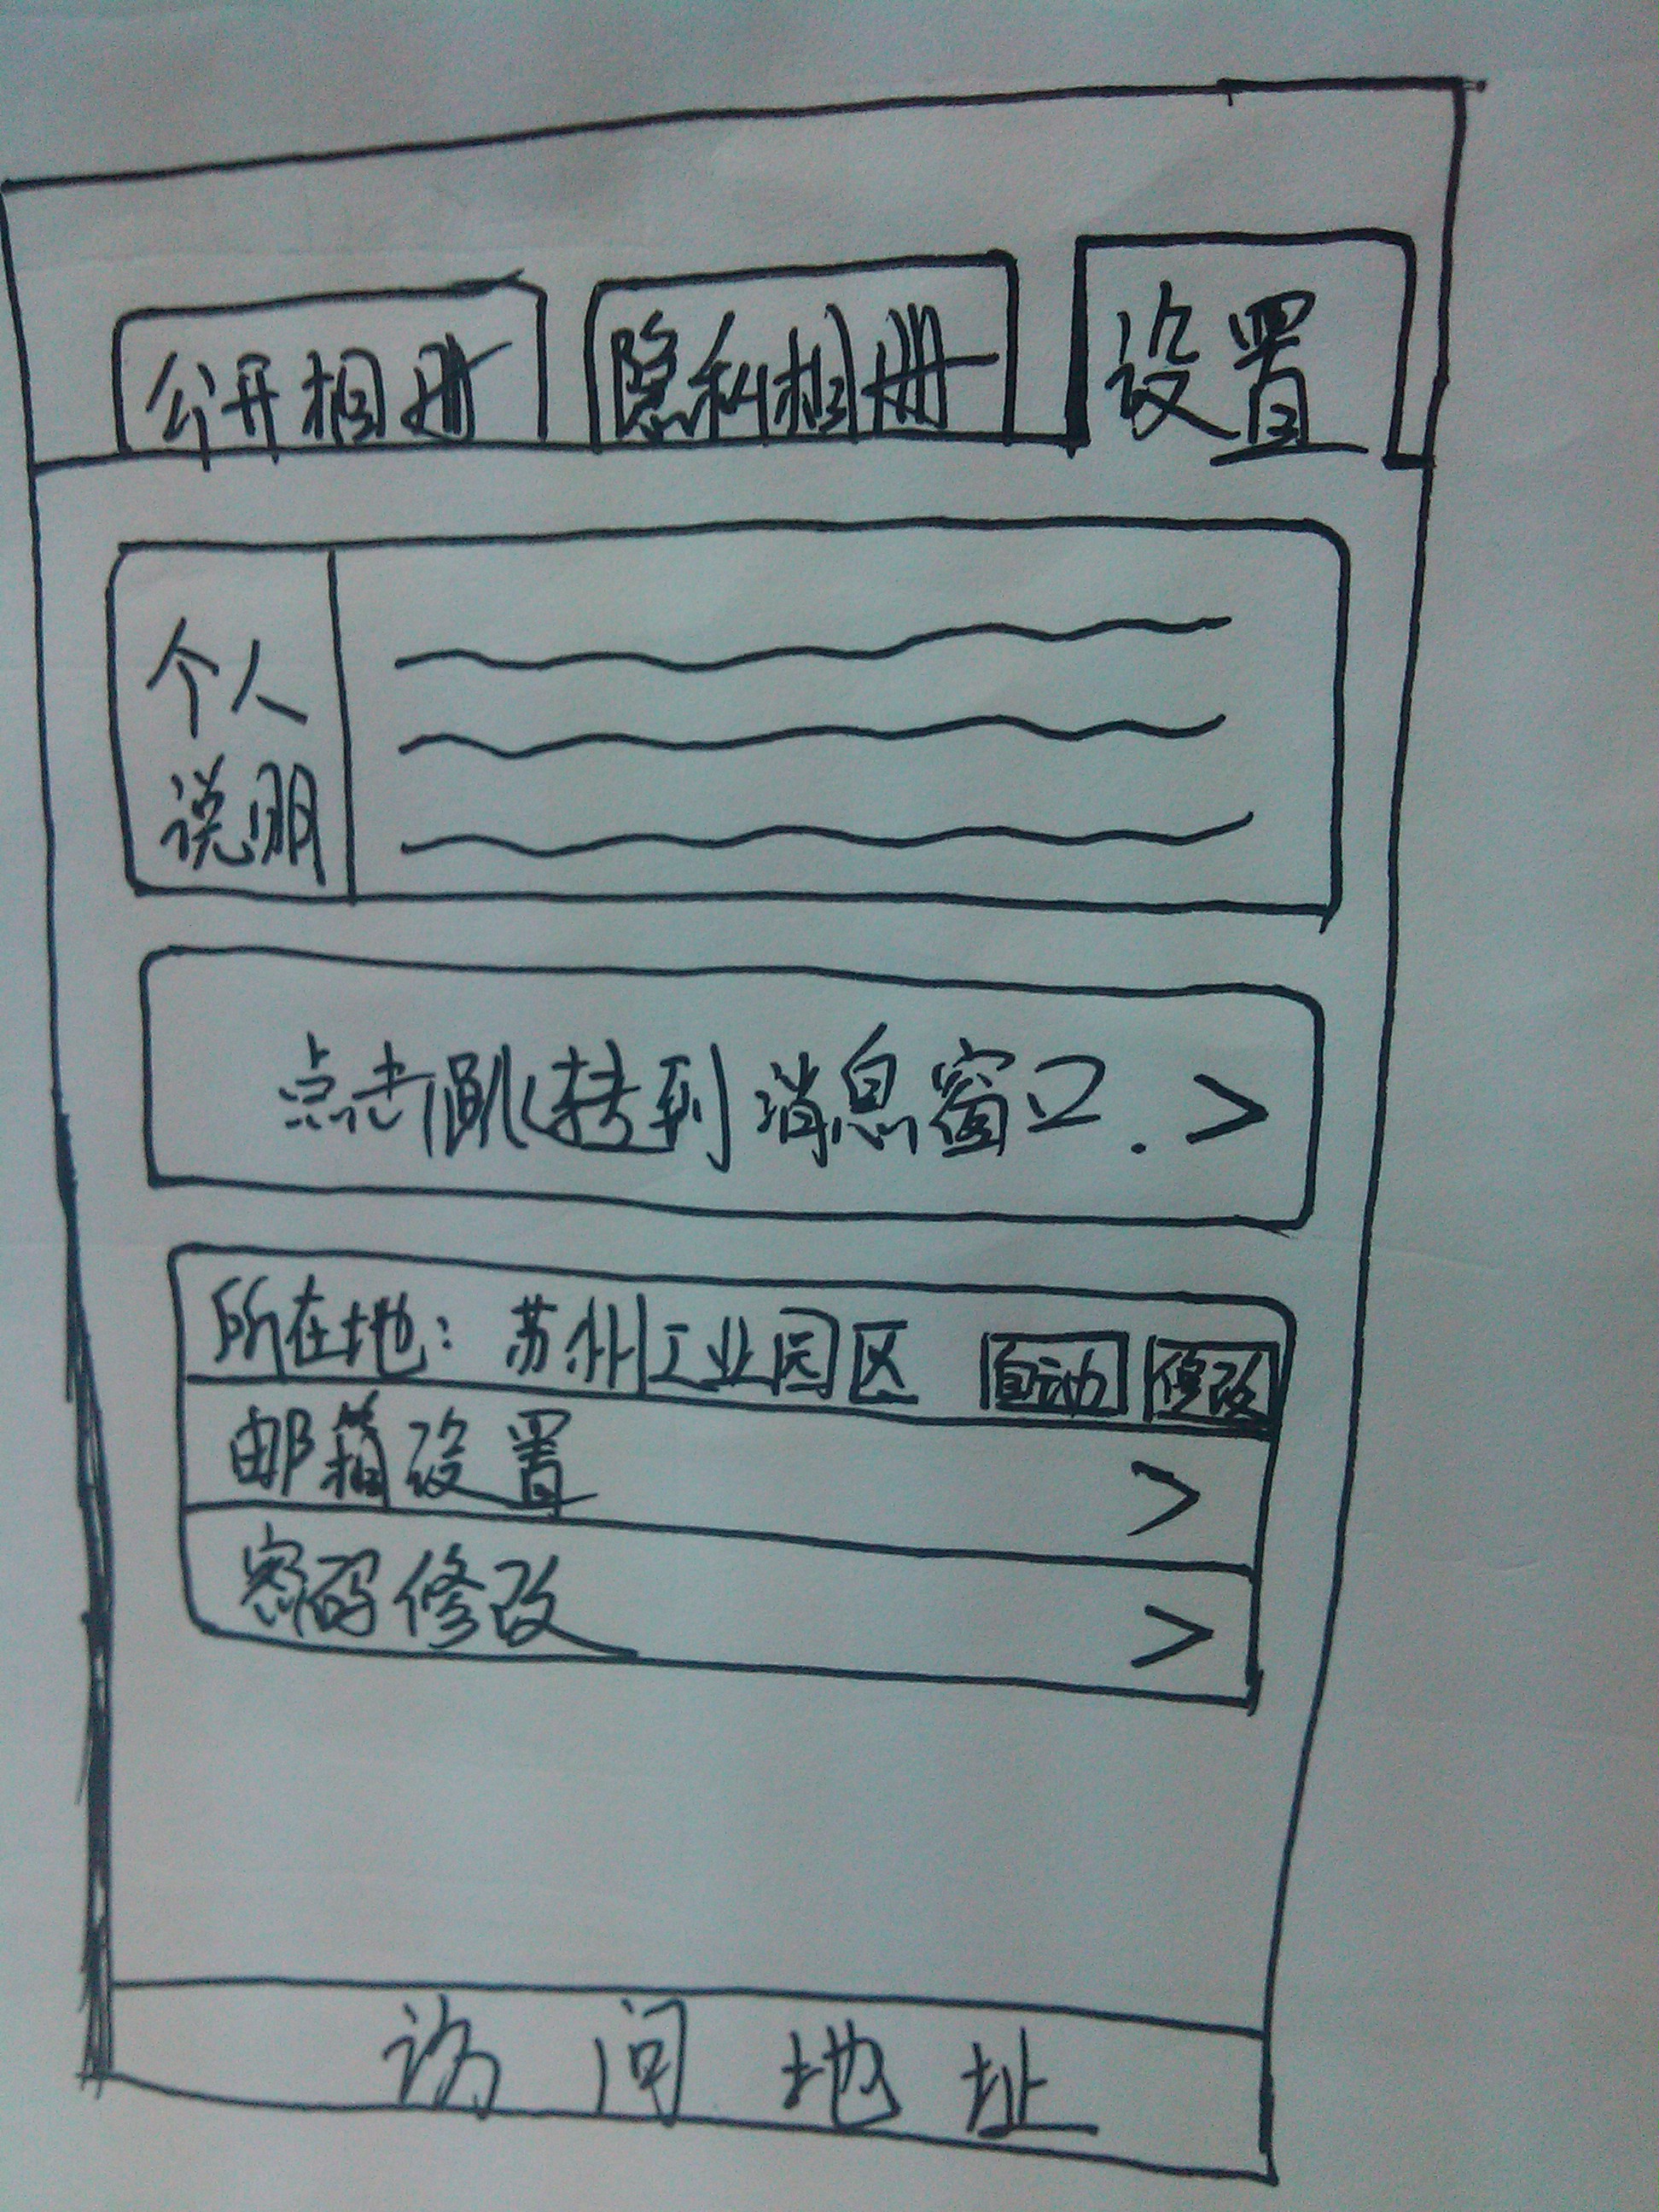 公开相册 隐私相册 设置
个人
说明
点击跳转到消息窗口. >
所在地: 苏州工业园区 自动 修改
邮箱设置 >
密码修改 >
访问地址